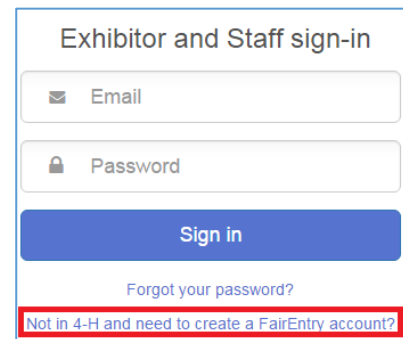 Exhibitor and Staff sign-in
Email
Password
Sign in
Forgot your password?
Not in 4-H and need to create a FairEntry account?